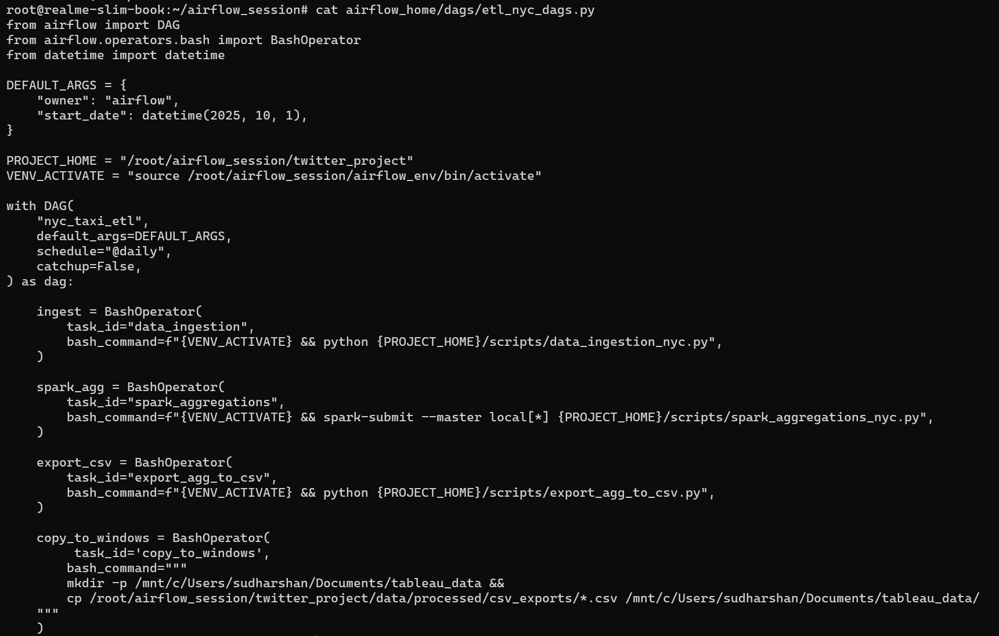 root@realme-slim-book:~/airflow_session# cat airflow_home/dags/etl_nyc_dags.py
from airflow import DAG
from airflow.operators.bash import BashOperator
from datetime import datetime

DEFAULT_ARGS = {
    "owner": "airflow",
    "start_date": datetime(2025, 10, 1),
}

PROJECT_HOME = "/root/airflow_session/twitter_project"
VENV_ACTIVATE = "source /root/airflow_session/airflow_env/bin/activate"

with DAG(
    "nyc_taxi_etl",
    default_args=DEFAULT_ARGS,
    schedule="@daily",
    catchup=False,
) as dag:

    ingest = BashOperator(
        task_id="data_ingestion",
        bash_command=f"{VENV_ACTIVATE} && python {PROJECT_HOME}/scripts/data_ingestion_nyc.py",
    )

    spark_agg = BashOperator(
        task_id="spark_aggregations",
        bash_command=f"{VENV_ACTIVATE} && spark-submit --master local[*] {PROJECT_HOME}/scripts/spark_aggregations_nyc.py",
    )

    export_csv = BashOperator(
        task_id="export_agg_to_csv",
        bash_command=f"{VENV_ACTIVATE} && python {PROJECT_HOME}/scripts/export_agg_to_csv.py",
    )

    copy_to_windows = BashOperator(
         task_id='copy_to_windows',
        bash_command="""
        mkdir -p /mnt/c/Users/sudharshan/Documents/tableau_data &&
        cp /root/airflow_session/twitter_project/data/processed/csv_exports/*.csv /mnt/c/Users/sudharshan/Documents/tableau_data/
    """
    )